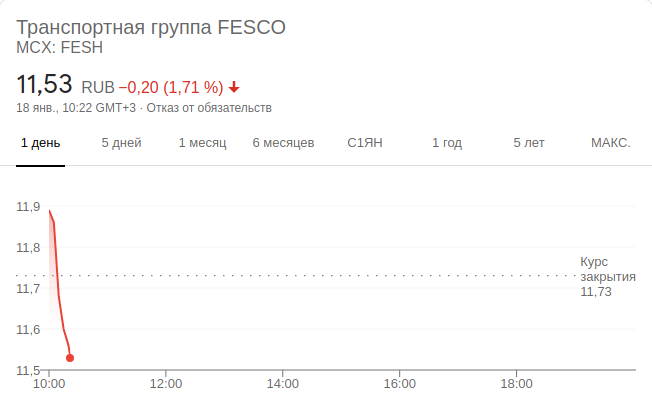 Транспортная группа FESCO
MCX: FESH
11,53 RUB −0,20 (1,71 %)
18 янв., 10:22 GMT+3 · Отказ от обязательств
1 день 5 дней 1 месяц 6 месяцев С1ЯН 1 год 5 лет МАКС.
11,9
11,8
Курс
закрытия
11,73
11,7
11,6
11,5
10:00 12:00 14:00 16:00 18:00